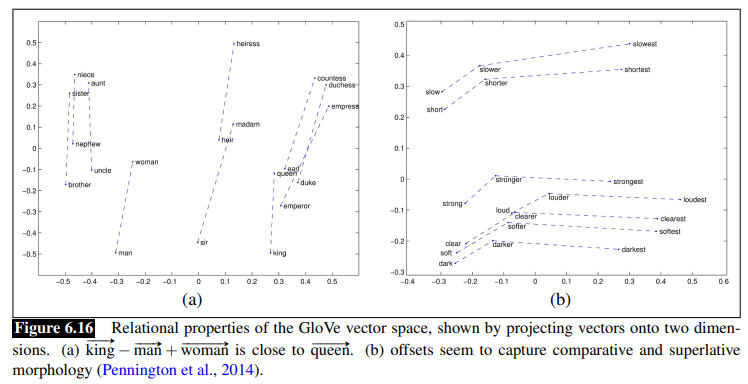 0.5
0.4
heiress
niece
countess
0.3
aunt
duchess
sister
empress
0.2
0.1
madam
nephew
heir
0
woman
−0.1
uncle
earl
queen
brother
duke
−0.2
emperor
−0.3
−0.4
sir
−0.5
man
king
−0.5 −0.4 −0.3 −0.2 −0.1 0 0.1 0.2 0.3 0.4 0.5
(a)
0.5
slowest
0.4
slower
shortest
0.3
slow
shorter
short
0.2
0.1
0
stronger
strongest
strong
louder
loudest
−0.1
loud
clearer
clearest
softer
softest
−0.2
clear
darker
soft
darkest
dark
−0.3
−0.4 −0.3 −0.2 −0.1 0 0.1 0.2 0.3 0.4 0.5 0.6
(b)
Figure 6.16 Relational properties of the GloVe vector space, shown by projecting vectors onto two dimen-
sions. (a) king − man + woman is close to queen. (b) offsets seem to capture comparative and superlative
morphology (Pennington et al., 2014).